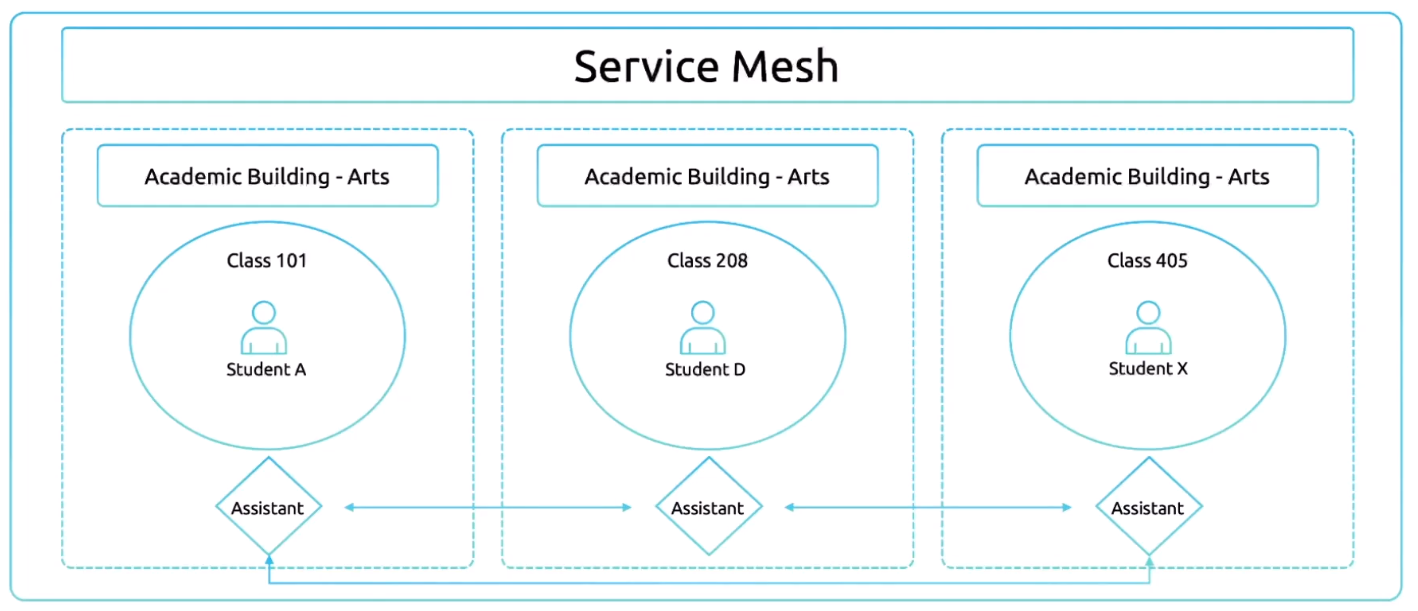 Service Mesh
Academic Building - Arts
Class 101
Student A
Assistant
Academic Building - Arts
Class 208
Student D
Assistant
Academic Building - Arts
Class 405
Student X
Assistant